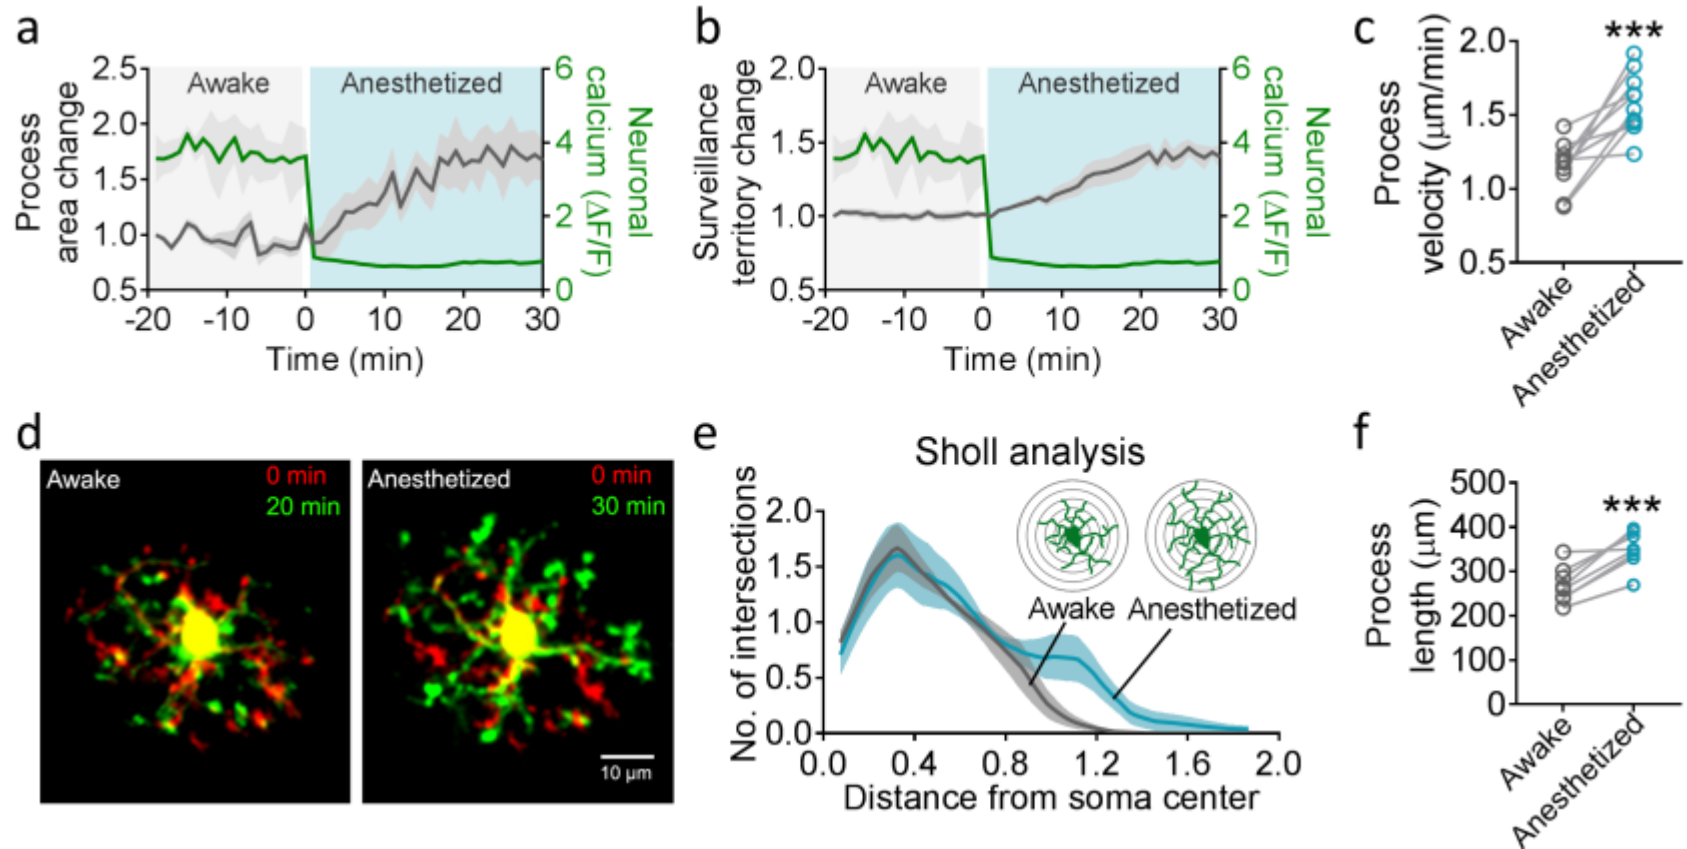 a
Process
area change
2.5
2.0
1.5
1.0
0.5
Awake
Anesthetized
6
4
2
0
Neuronal
calcium (ΔF/F)
-20
-10
0
10
20
30
Time (min)
b
Surveillance
territory change
2.0
1.5
1.0
0.5
Awake
Anesthetized
6
4
2
0
Neuronal
calcium (ΔF/F)
-20
-10
0
10
20
30
Time (min)
c
Process
velocity (μm/min)
2.0
1.5
1.0
0.5
***
Awake
Anesthetized
d
Awake
0 min
20 min
Anesthetized
0 min
30 min
10 μm
e
Sholl analysis
No. of intersections
2.0
1.5
1.0
0.5
0.0
Awake
Anesthetized
0.0
0.4
0.8
1.2
1.6
2.0
Distance from soma center
f
Process
length (μm)
500
400
300
200
100
0
***
Awake
Anesthetized